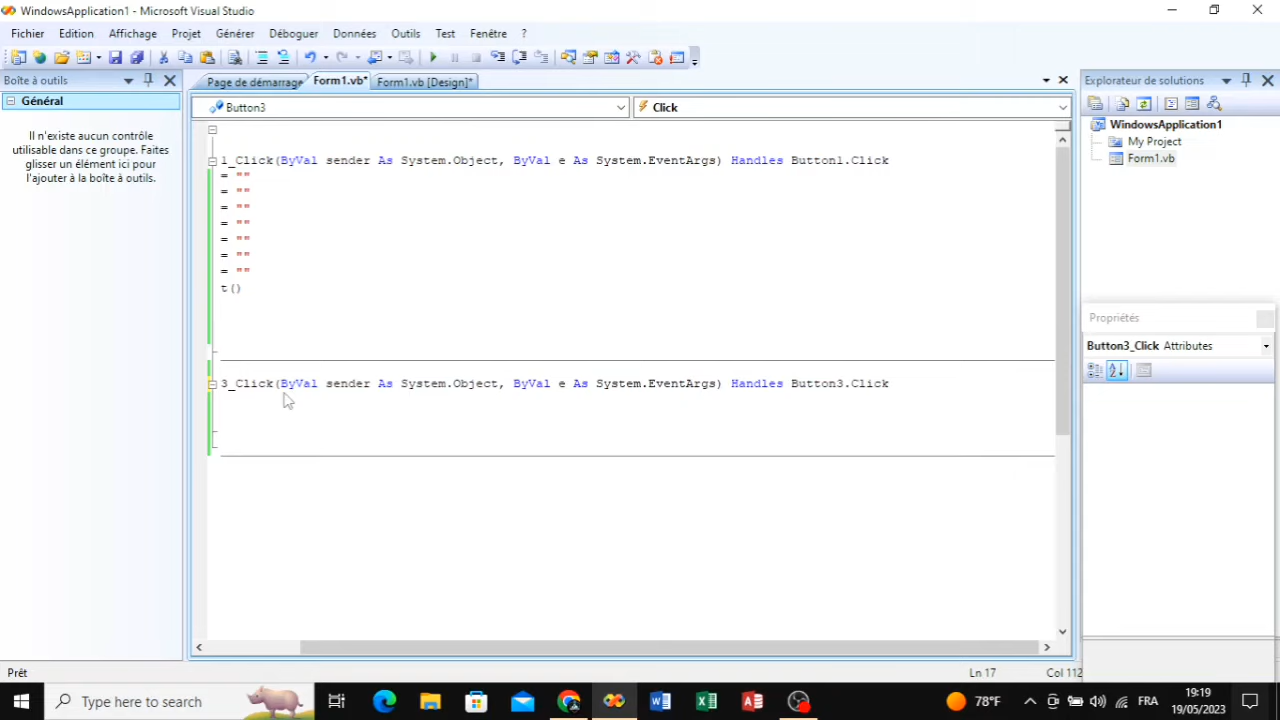 WindowsApplication1 - Microsoft Visual Studio
Fichier Edition Affichage Projet Générer Déboguer Données Outils Test Fenêtre ?
Boîte à outils
Général
Il n'existe aucun contrôle
utilisable dans ce groupe. Faites
glisser un élément ici pour
l'ajouter à la boîte à outils.
Page de démarrage Form1.vb* Form1.vb [Design]*
Button3 Click
1_Click(ByVal sender As System.Object, ByVal e As System.EventArgs) Handles Button1.Click
= ""
= ""
= ""
= ""
= ""
= ""
= ""
t()
3_Click(ByVal sender As System.Object, ByVal e As System.EventArgs) Handles Button3.Click
Explorateur de solutions
WindowsApplication1
My Project
Form1.vb
Propriétés
Button3_Click Attributes
Prêt Ln 17 Col 112
Type here to search
78°F
FRA
19:19
19/05/2023